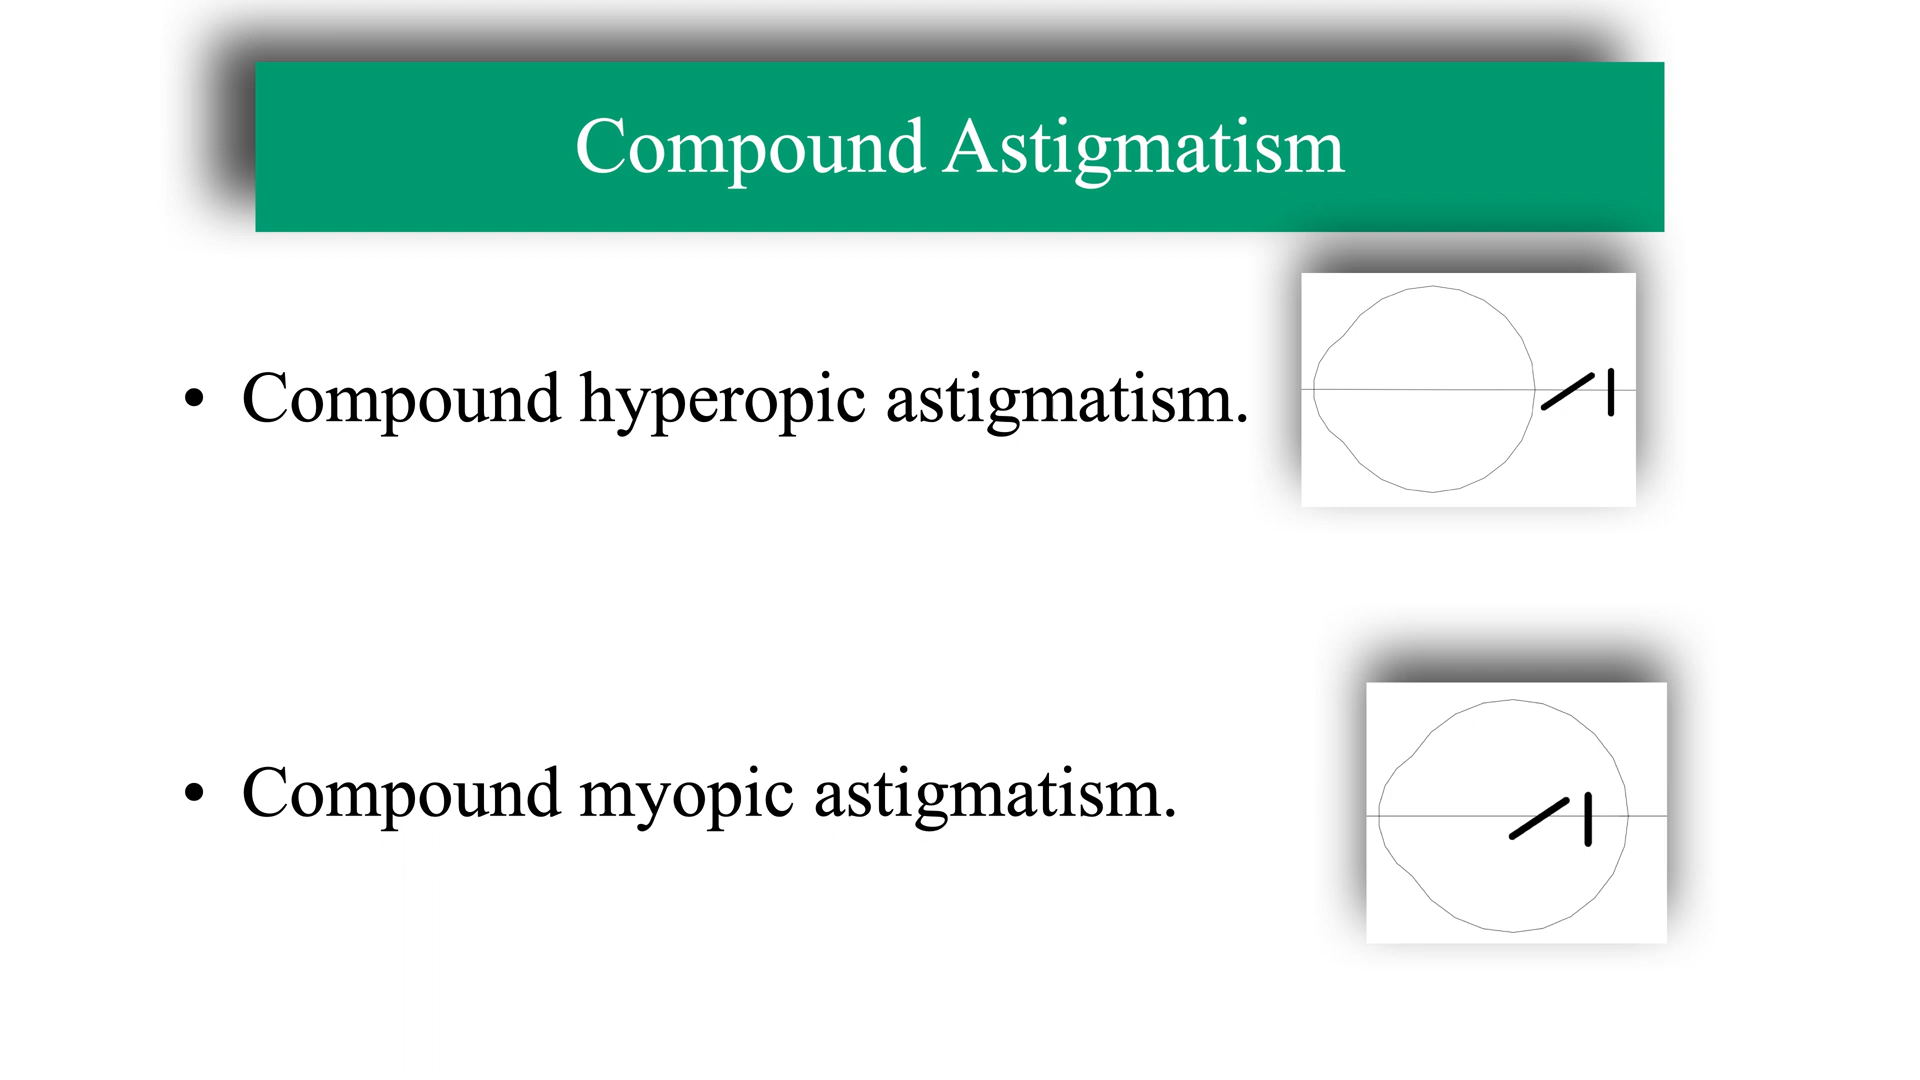 Compound Astigmatism
• Compound hyperopic astigmatism.
• Compound myopic astigmatism.